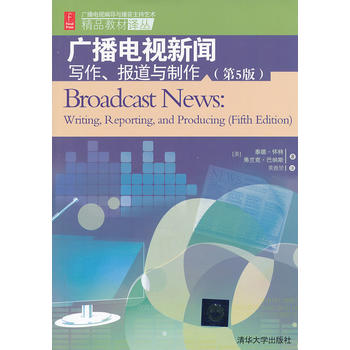 广播电视编导与播音主持艺术
精品教材译丛
广播电视新闻
写作、报道与制作（第5版）
Broadcast News:
Writing, Reporting, and Producing (Fifth Edition)
[美]
泰德·怀特
弗兰克·巴纳斯
著
译
清华大学出版社